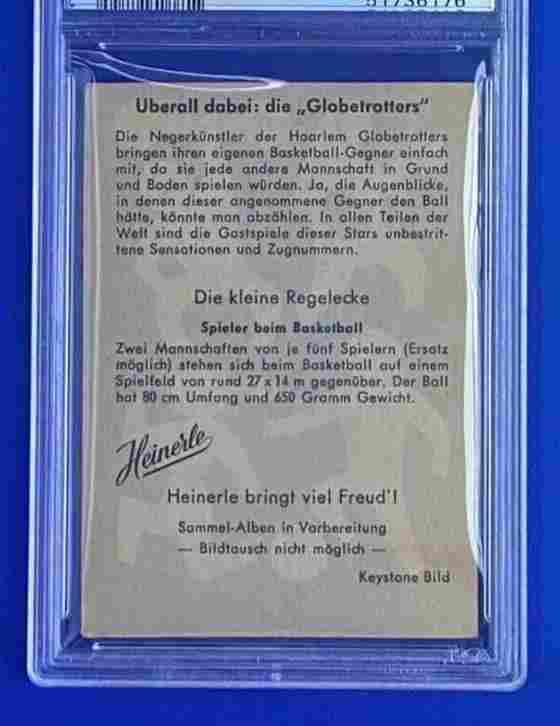 Uberall dabei: die „Globetrotters"
Die Negerkünstler der Haarlem Globetrotters
bringen ihren eigenen Basketball-Gegner einfach
mit, da sie jede andere Mannschaft in Grund
und Boden spielen würden. Ja, die Augenblicke,
in denen dieser angenommene Gegner den Ball
hätte, könnte man abzählen. In allen Teilen der
Welt sind die Gastspiele dieser Stars unbestrit-
tene Sensationen und Zugnummern.
Die kleine Regelecke
Spieler beim Basketball
Zwei Mannschaften von je fünf Spielern (Ersatz
möglich) stehen sich beim Basketball auf einem
Spielfeld von rund 27 x 14 m gegenüber. Der Ball
hat 80 cm Umfang und 650 Gramm Gewicht.
Heinerle
Heinerle bringt viel Freud'!
Sammel-Alben in Vorbereitung
— Bildtausch nicht möglich —
Keystone Bild